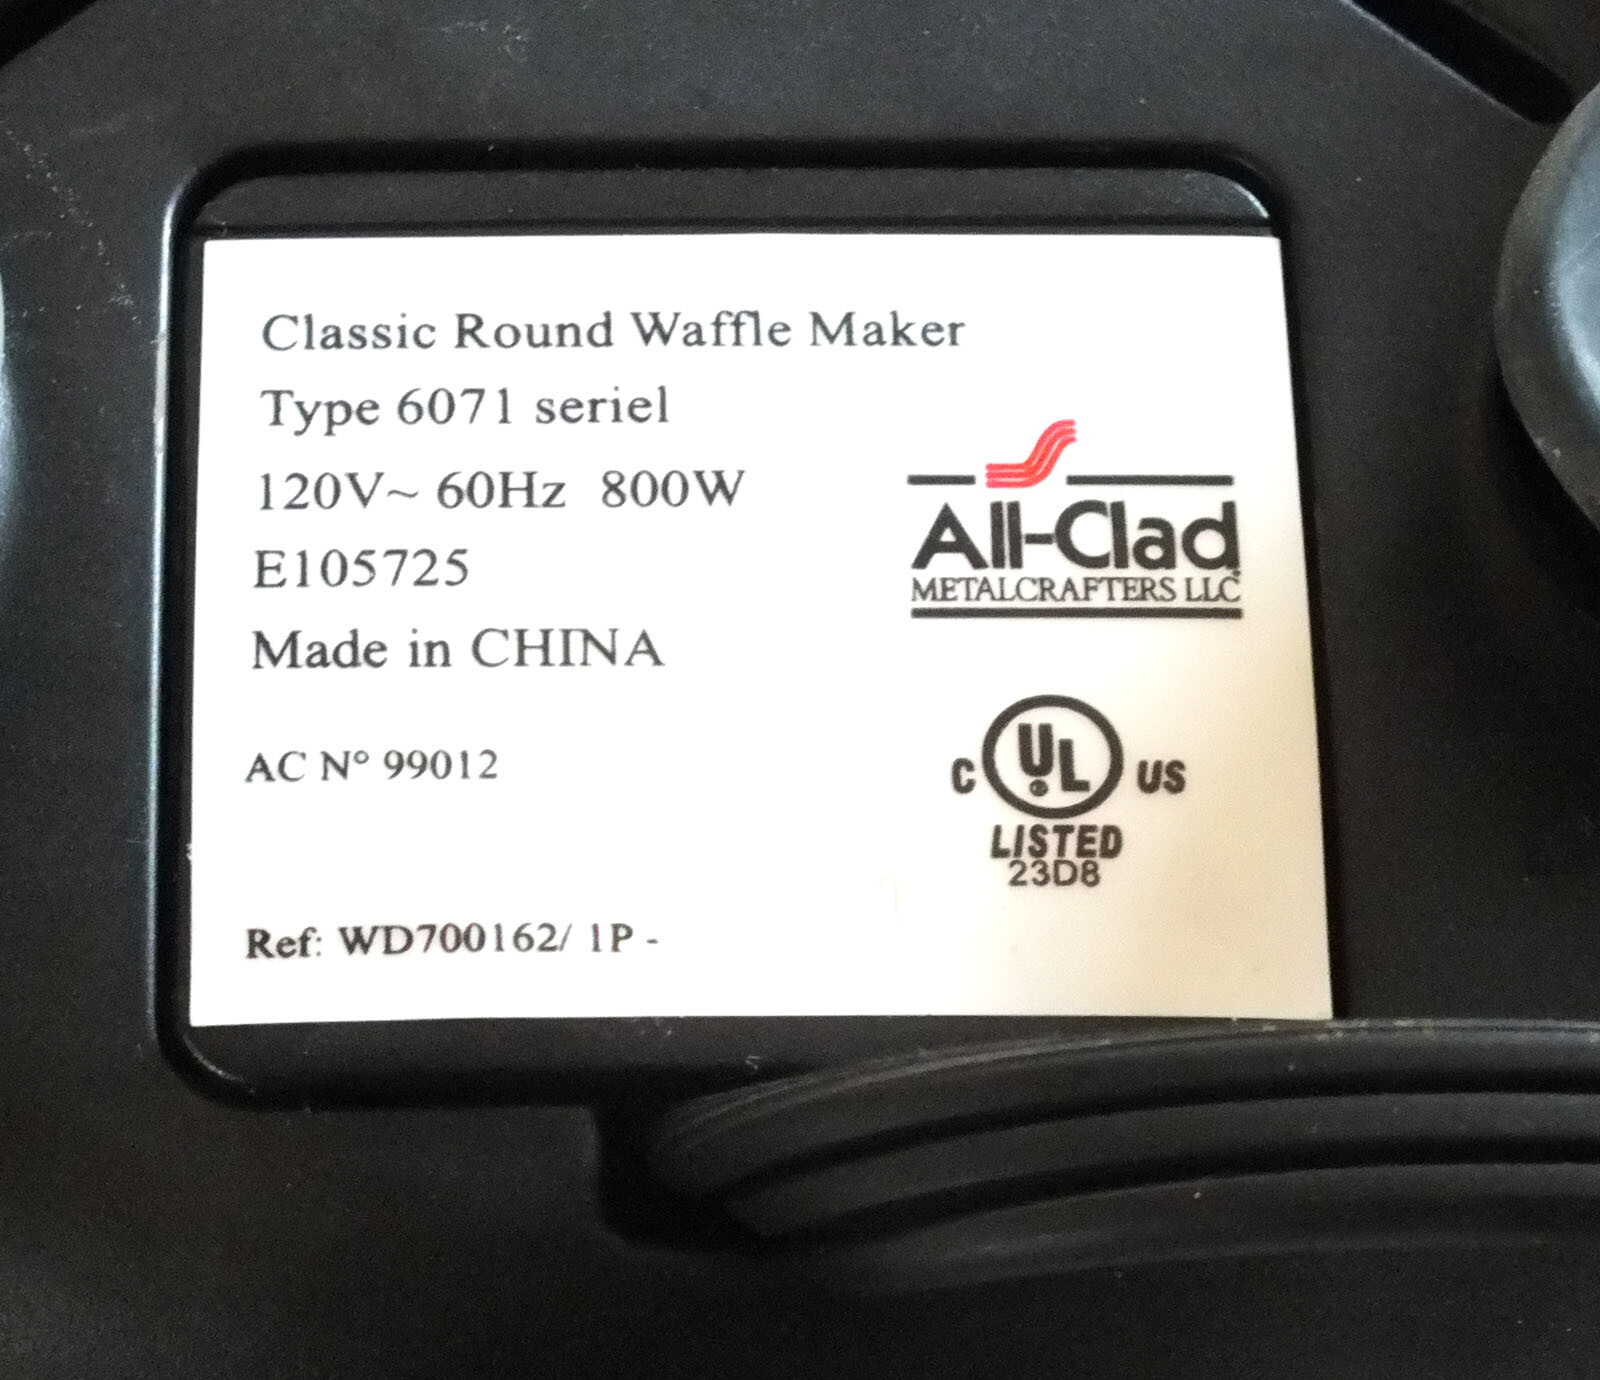 Classic Round Waffle Maker
Type 6071 seriel
120V~ 60Hz 800W
E105725
Made in CHINA
AC N° 99012
Ref: WD700162/ 1P -
All-Clad
METALCRAFTERS LLC
C UL US
LISTED
23D8